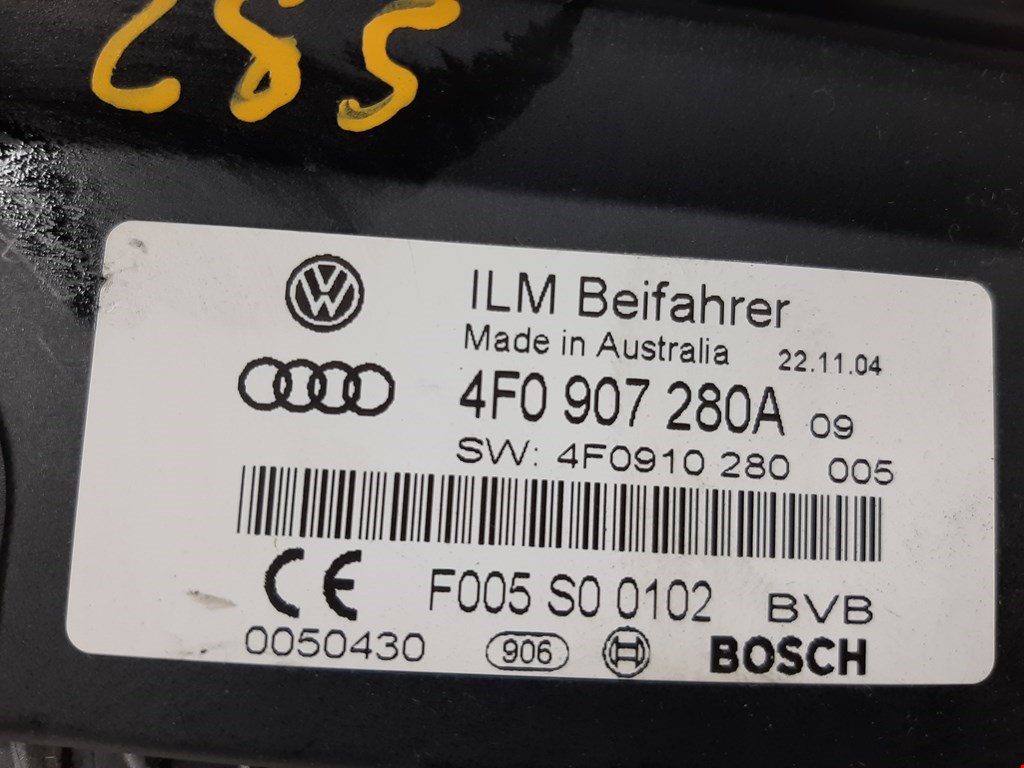 C85
ILM Beifahrer
Made in Australia 22.11.04
4F0 907 280A 09
SW: 4F0910 280 005
CE F005 S0 0102 BVB
0050430 906 BOSCH